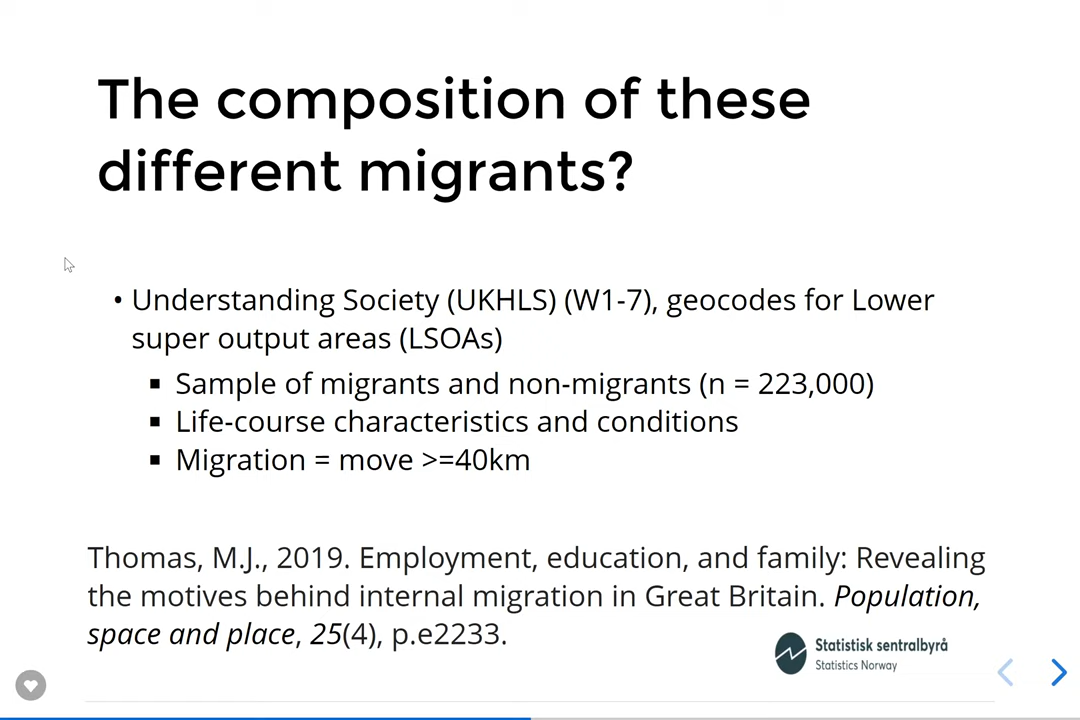 The composition of these
different migrants?
• Understanding Society (UKHLS) (W1-7), geocodes for Lower
super output areas (LSOAs)
▪ Sample of migrants and non-migrants (n = 223,000)
▪ Life-course characteristics and conditions
▪ Migration = move >=40km
Thomas, M.J., 2019. Employment, education, and family: Revealing
the motives behind internal migration in Great Britain. Population,
space and place, 25(4), p.e2233.
Statistisk sentralbyrå
Statistics Norway